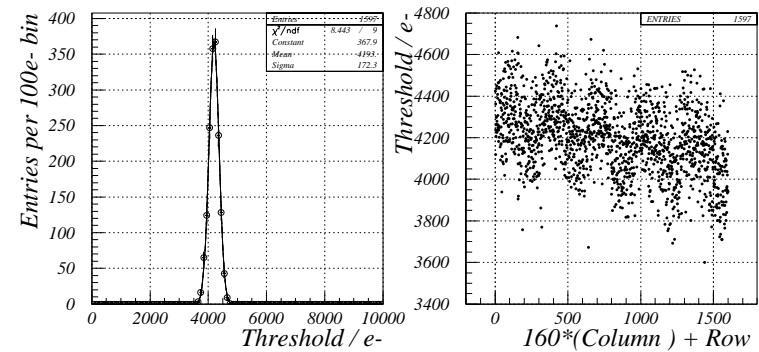 Entries per 100e- bin
400
350
300
250
200
150
100
50
0
0 2000 4000 6000 8000 10000
Threshold / e-
Entries 1597
χ²/ndf 8.443 / 9
Constant 367.9
Mean 4193.
Sigma 172.3
Threshold / e-
4800
4600
4400
4200
4000
3800
3600
3400
0 500 1000 1500
160*(Column ) + Row
ENTRIES 1597